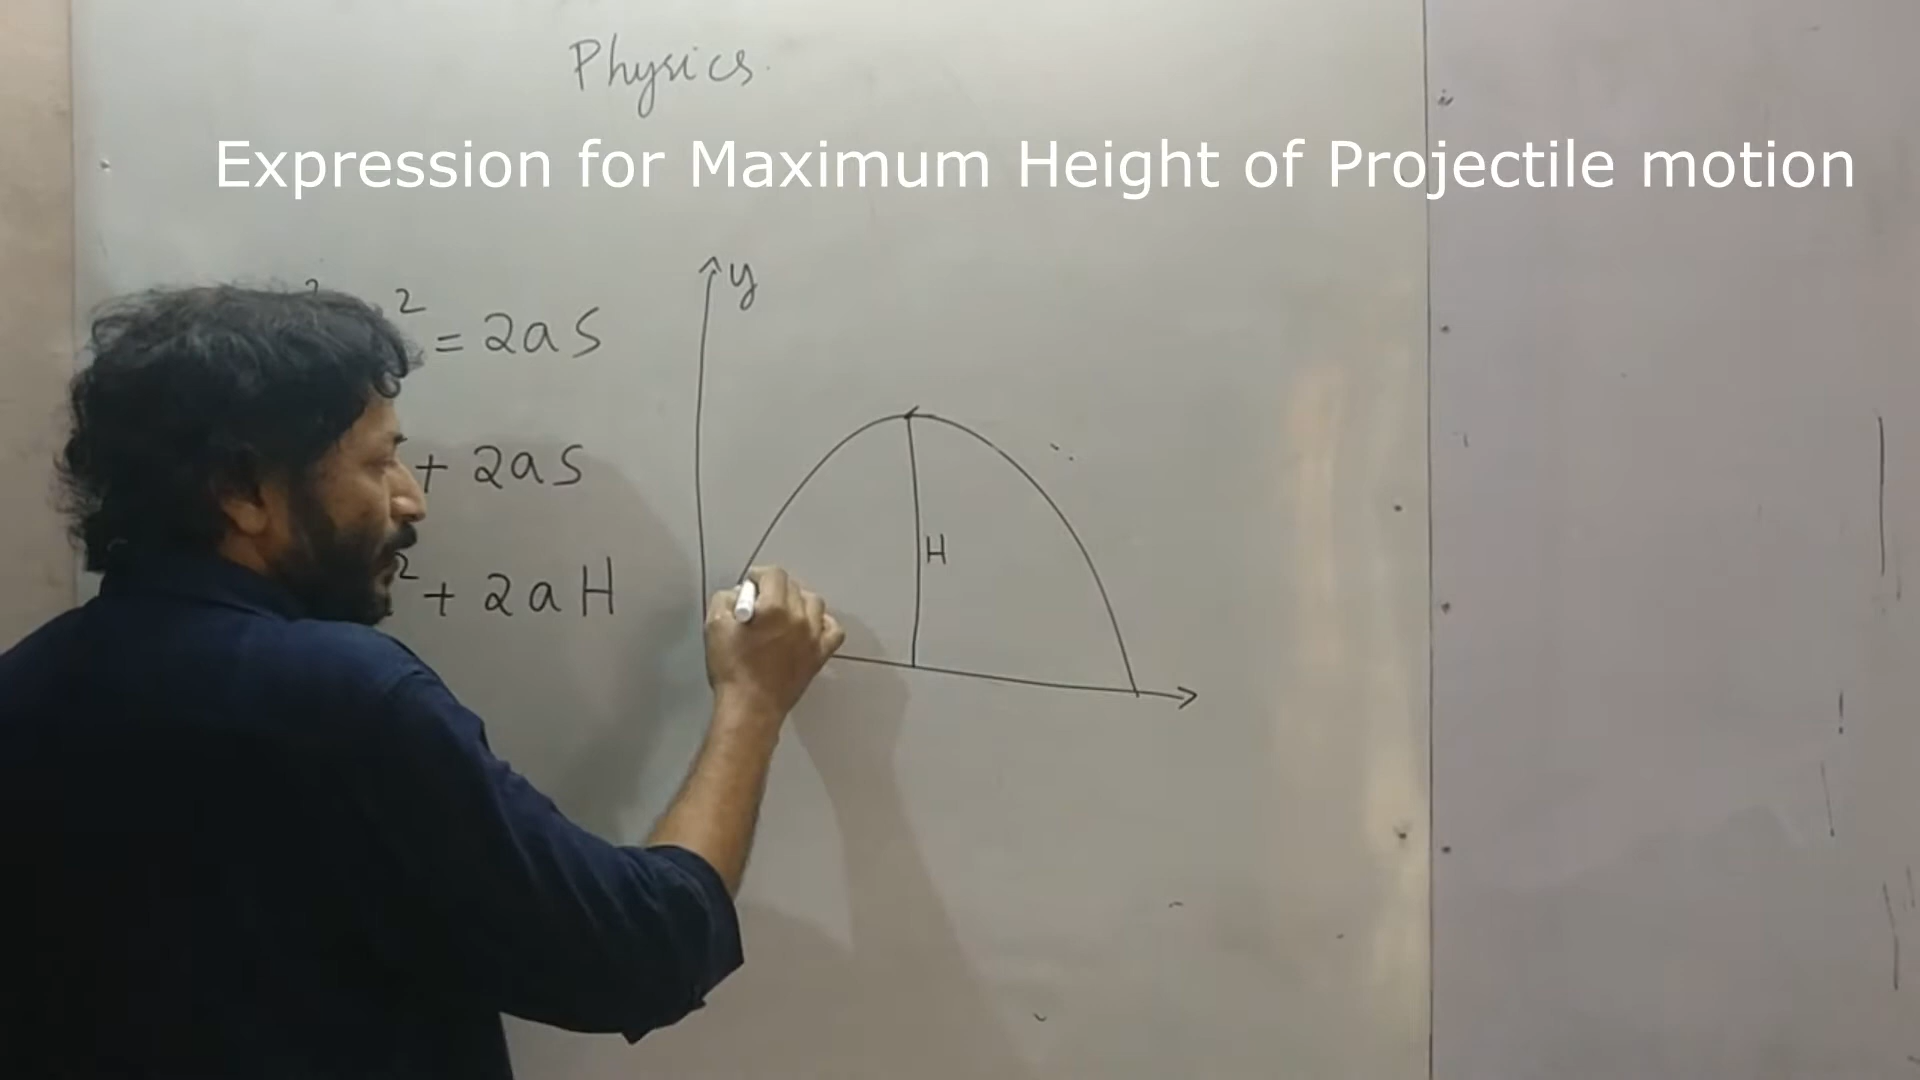 Physics
Expression for Maximum Height of Projectile motion
2 = 2aS
y
+ 2aS
H
2 + 2aH